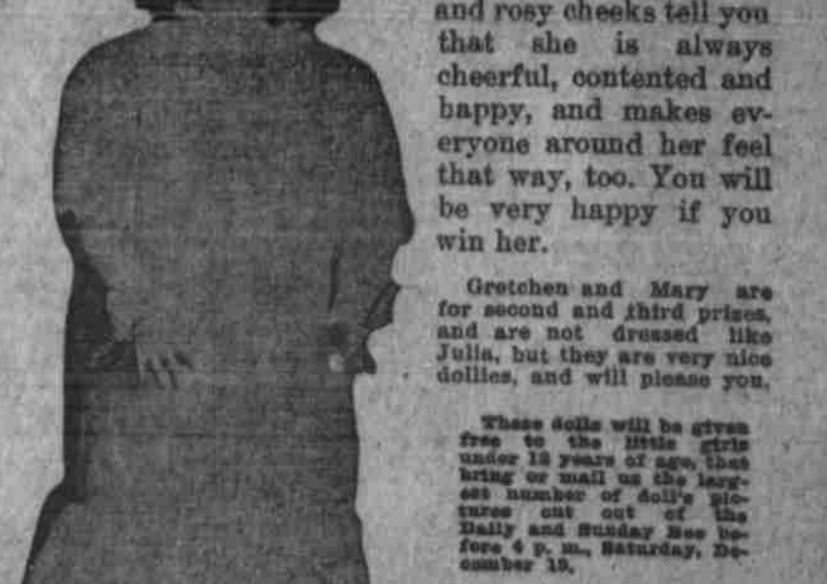 and rosy cheeks tell you
that she is always
cheerful, contented and
bappy, and makes ev-
eryone around her feel
that way, too. You will
be very happy if you
win her.
Gretchen and Mary are
for second and third prizes,
and are not dressed like
Julia, but they are very nice
dollies, and will please you.
These dolls will be given
free to the little girls
under 12 years of age, that
bring or mail us the larg-
est number of doll's pic-
tures cut out of the
Daily and Sunday Bee be-
fore 4 p. m., Saturday, De-
cember